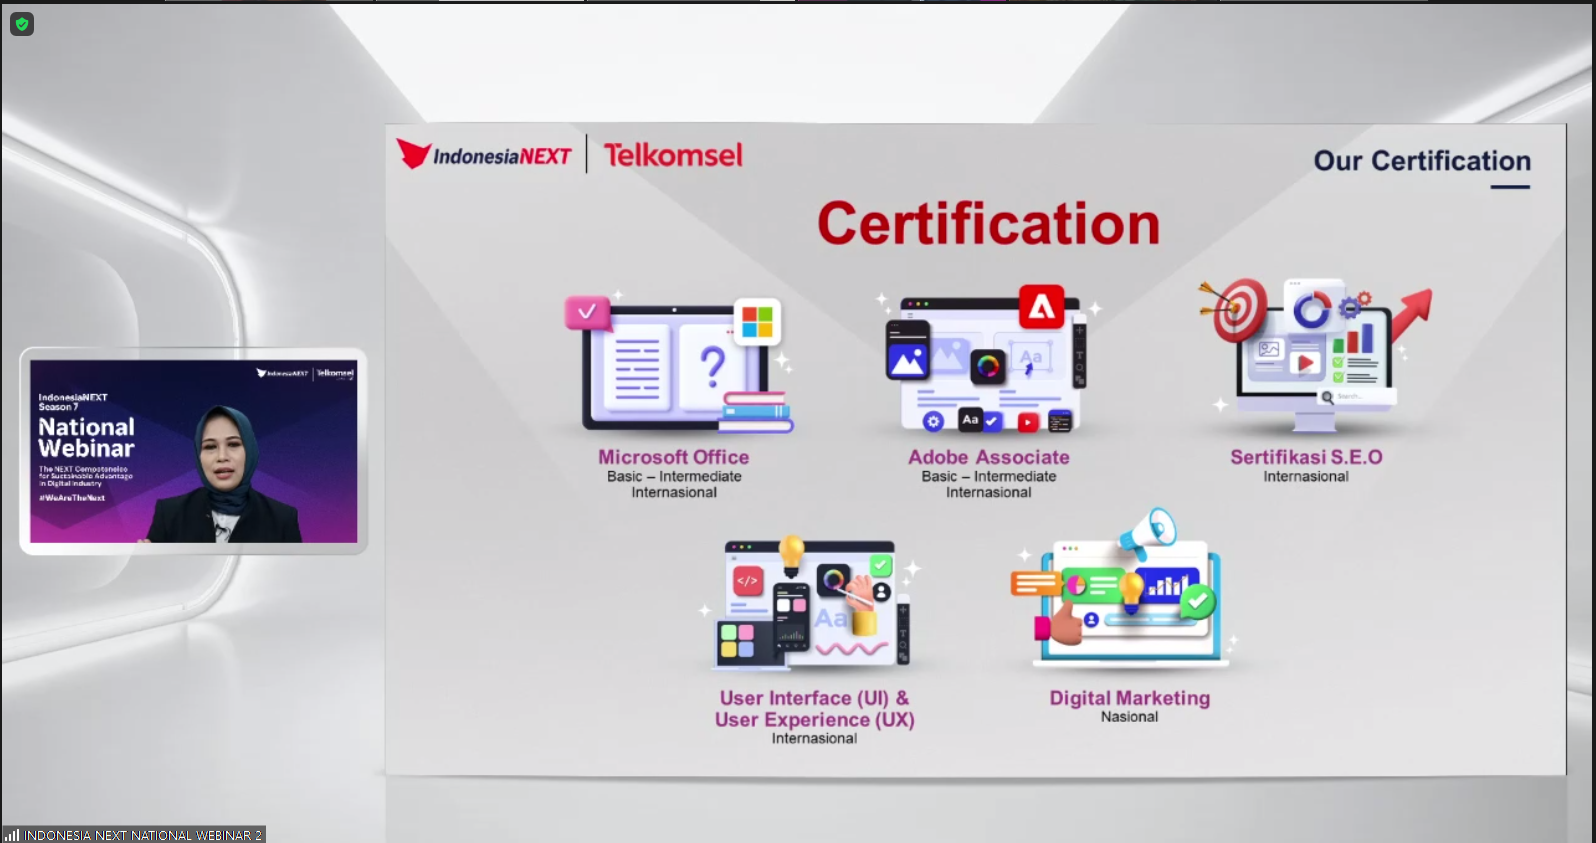 IndonesiaNEXT | Telkomsel
Our Certification
Certification
Microsoft Office
Basic – Intermediate
Internasional
Adobe Associate
Basic – Intermediate
Internasional
Sertifikasi S.E.O
Internasional
Search...
Aa
Aa
Aa
</>
User Interface (UI) &
User Experience (UX)
Internasional
Digital Marketing
Nasional
IndonesiaNEXT | Telkomsel
IndonesiaNEXT
Season 7
National
Webinar
The NEXT Competencies
for Sustainable Advantage
in Digital Industry
#WeAreTheNext
INDONESIA NEXT NATIONAL WEBINAR 2